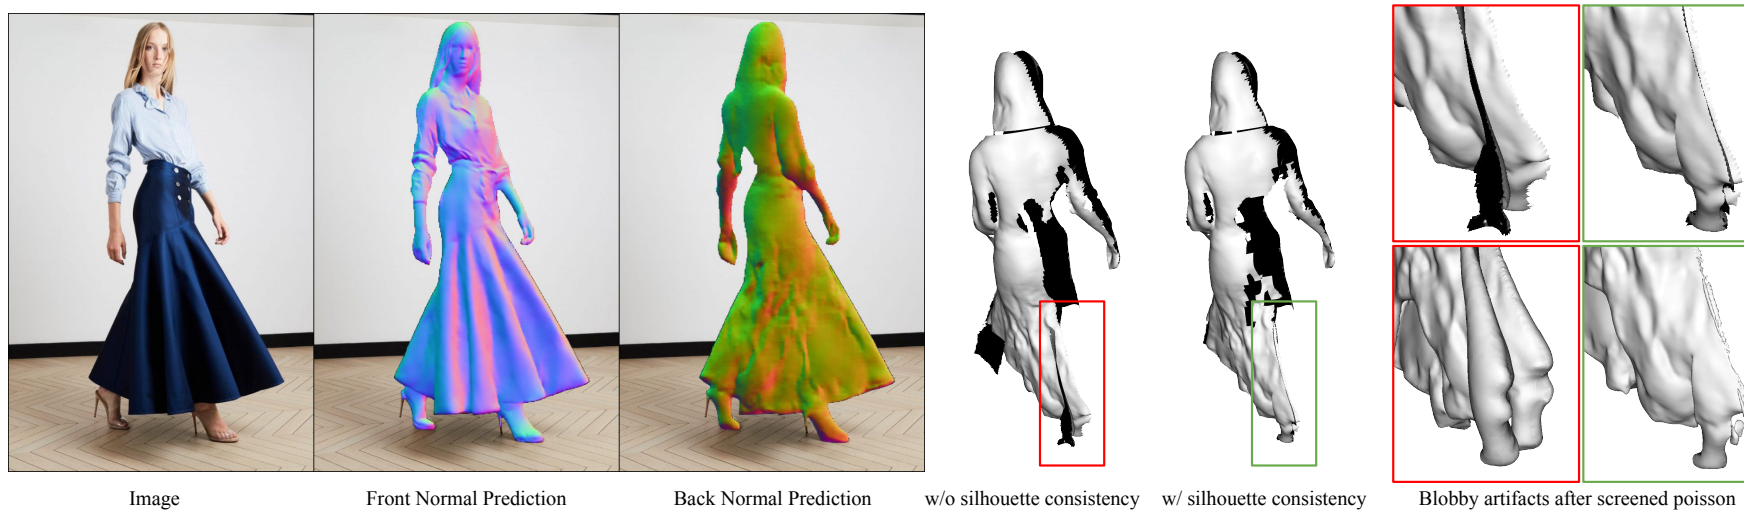 Image
Front Normal Prediction
Back Normal Prediction
w/o silhouette consistency
w/ silhouette consistency
Blobby artifacts after screened poisson